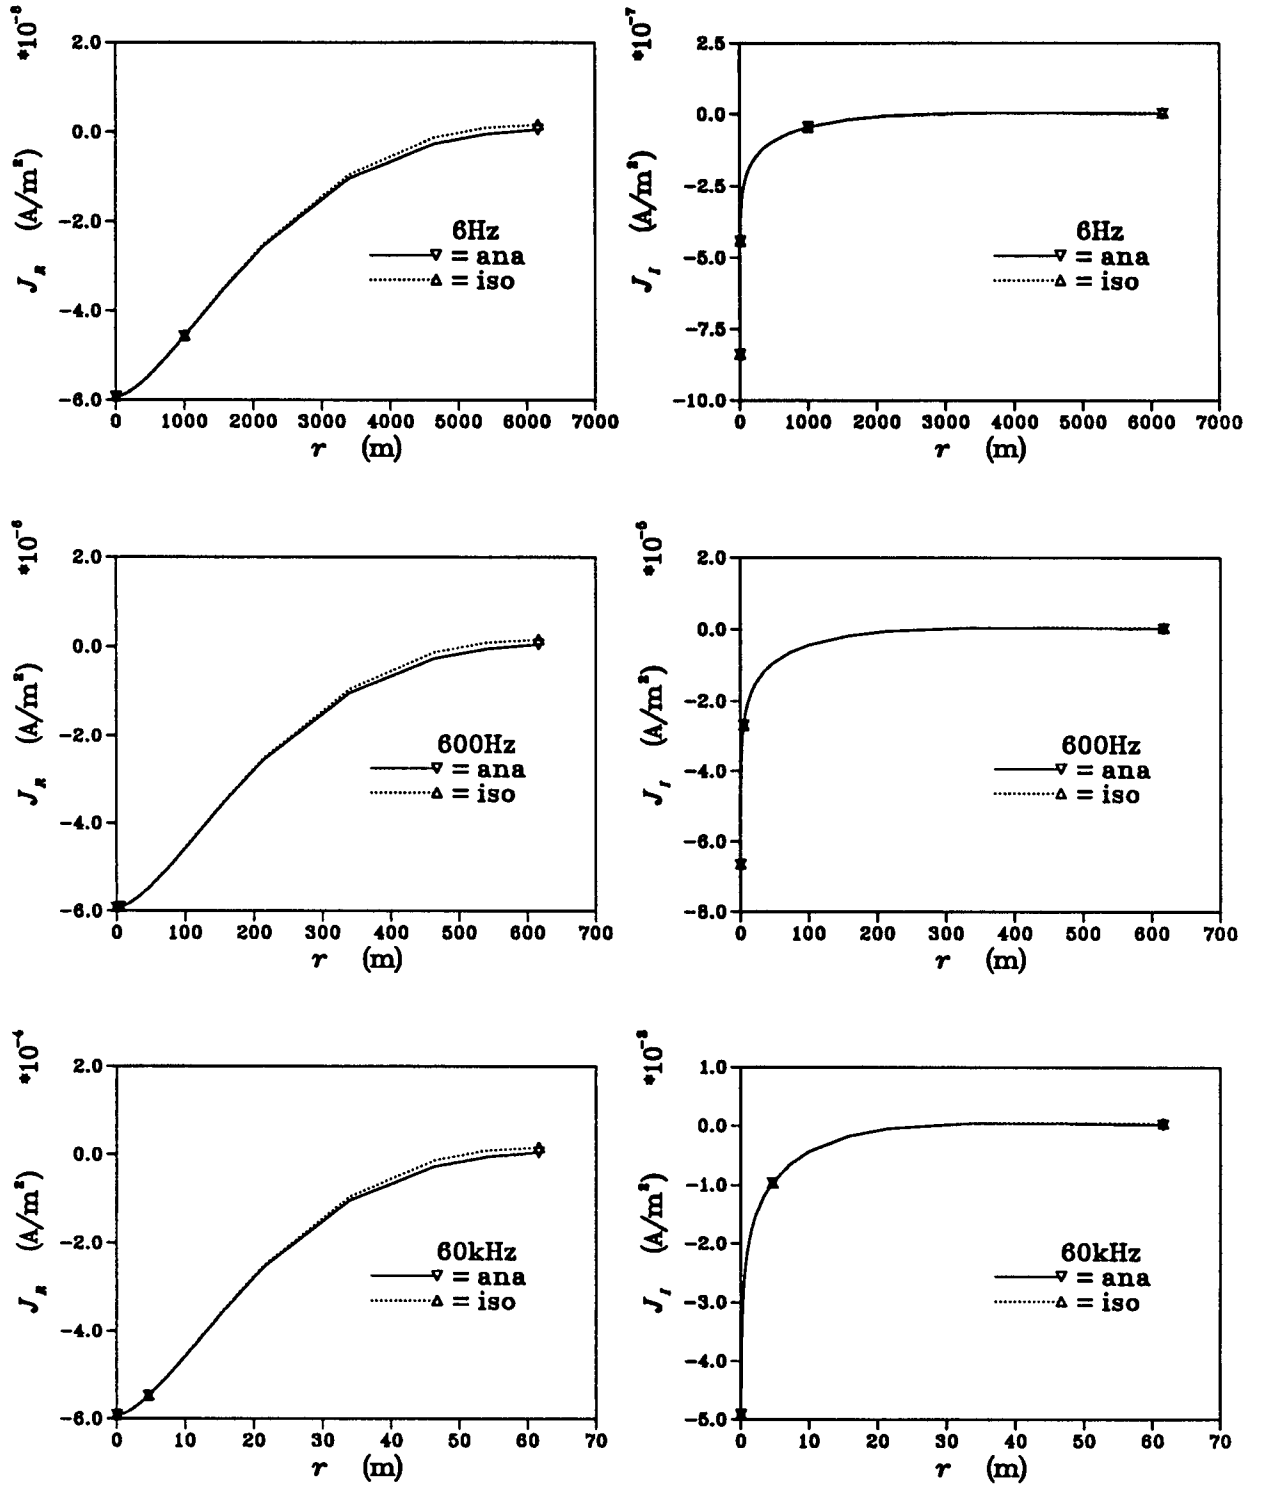 *10⁻⁸
2.0
0.0
−2.0
−4.0
−6.0
J_R (A/m²)
6Hz
= ana
= iso
0 1000 2000 3000 4000 5000 6000 7000
r (m)
*10⁻⁷
2.5
0.0
−2.5
−5.0
−7.5
−10.0
J_I (A/m²)
6Hz
= ana
= iso
0 1000 2000 3000 4000 5000 6000 7000
r (m)
*10⁻⁶
2.0
0.0
−2.0
−4.0
−6.0
J_R (A/m²)
600Hz
= ana
= iso
0 100 200 300 400 500 600 700
r (m)
*10⁻⁵
2.0
0.0
−2.0
−4.0
−6.0
−8.0
J_I (A/m²)
600Hz
= ana
= iso
0 100 200 300 400 500 600 700
r (m)
*10⁻⁴
2.0
0.0
−2.0
−4.0
−6.0
J_R (A/m²)
60kHz
= ana
= iso
0 10 20 30 40 50 60 70
r (m)
*10⁻³
1.0
0.0
−1.0
−2.0
−3.0
−4.0
−5.0
J_I (A/m²)
60kHz
= ana
= iso
0 10 20 30 40 50 60 70
r (m)